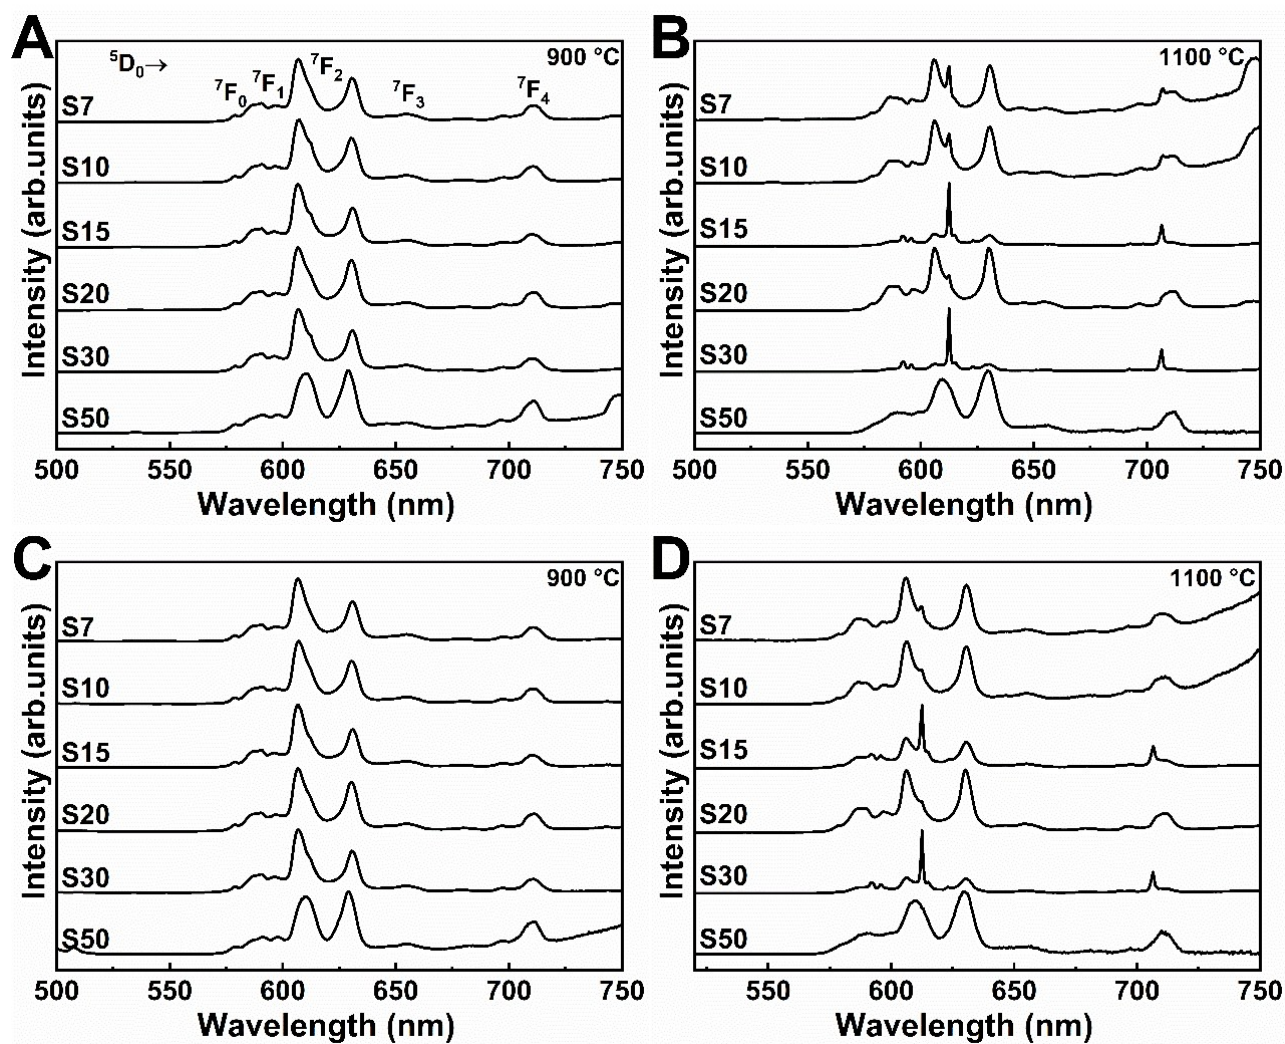 A
Intensity (arb.units)
900 °C
⁵D₀→
⁷F₀
⁷F₁
⁷F₂
⁷F₃
⁷F₄
S7
S10
S15
S20
S30
S50
500 550 600 650 700 750
Wavelength (nm)
B
Intensity (arb.units)
1100 °C
S7
S10
S15
S20
S30
S50
500 550 600 650 700 750
Wavelength (nm)
C
Intensity (arb.units)
900 °C
S7
S10
S15
S20
S30
S50
500 550 600 650 700 750
Wavelength (nm)
D
Intensity (arb.units)
1100 °C
S7
S10
S15
S20
S30
S50
550 600 650 700 750
Wavelength (nm)